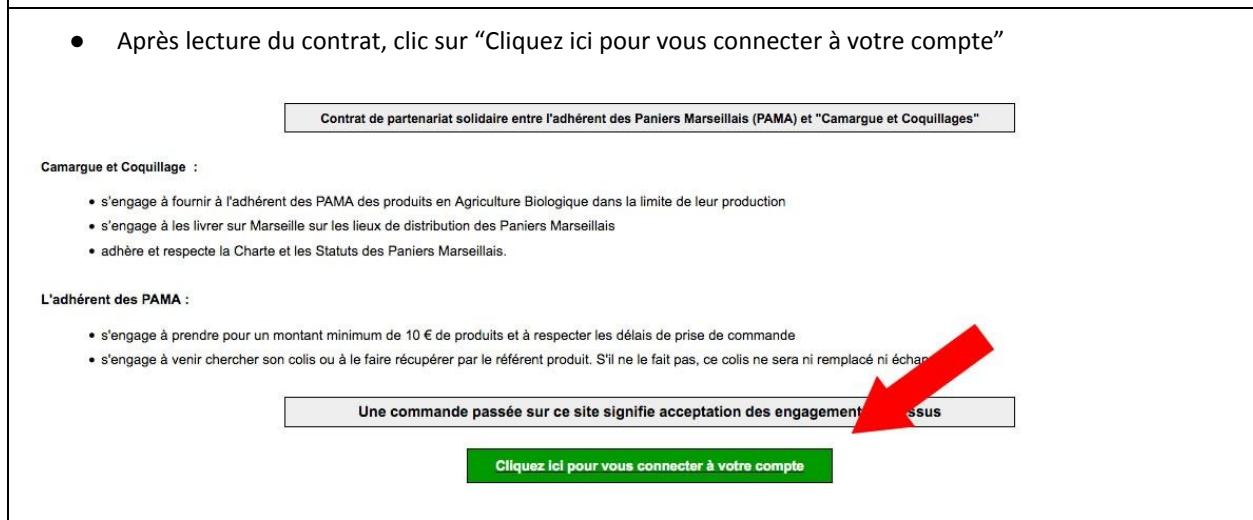 ● Après lecture du contrat, clic sur “Cliquez ici pour vous connecter à votre compte”
Contrat de partenariat solidaire entre l'adhérent des Paniers Marseillais (PAMA) et "Camargue et Coquillages"
Camargue et Coquillage :
• s'engage à fournir à l'adhérent des PAMA des produits en Agriculture Biologique dans la limite de leur production
• s'engage à les livrer sur Marseille sur les lieux de distribution des Paniers Marseillais
• adhère et respecte la Charte et les Statuts des Paniers Marseillais.
L'adhérent des PAMA :
• s'engage à prendre pour un montant minimum de 10 € de produits et à respecter les délais de prise de commande
• s'engage à venir chercher son colis ou à le faire récupérer par le référent produit. S'il ne le fait pas, ce colis ne sera ni remplacé ni
Une commande passée sur ce site signifie acceptation des
Cliquez ici pour vous connecter à votre compte